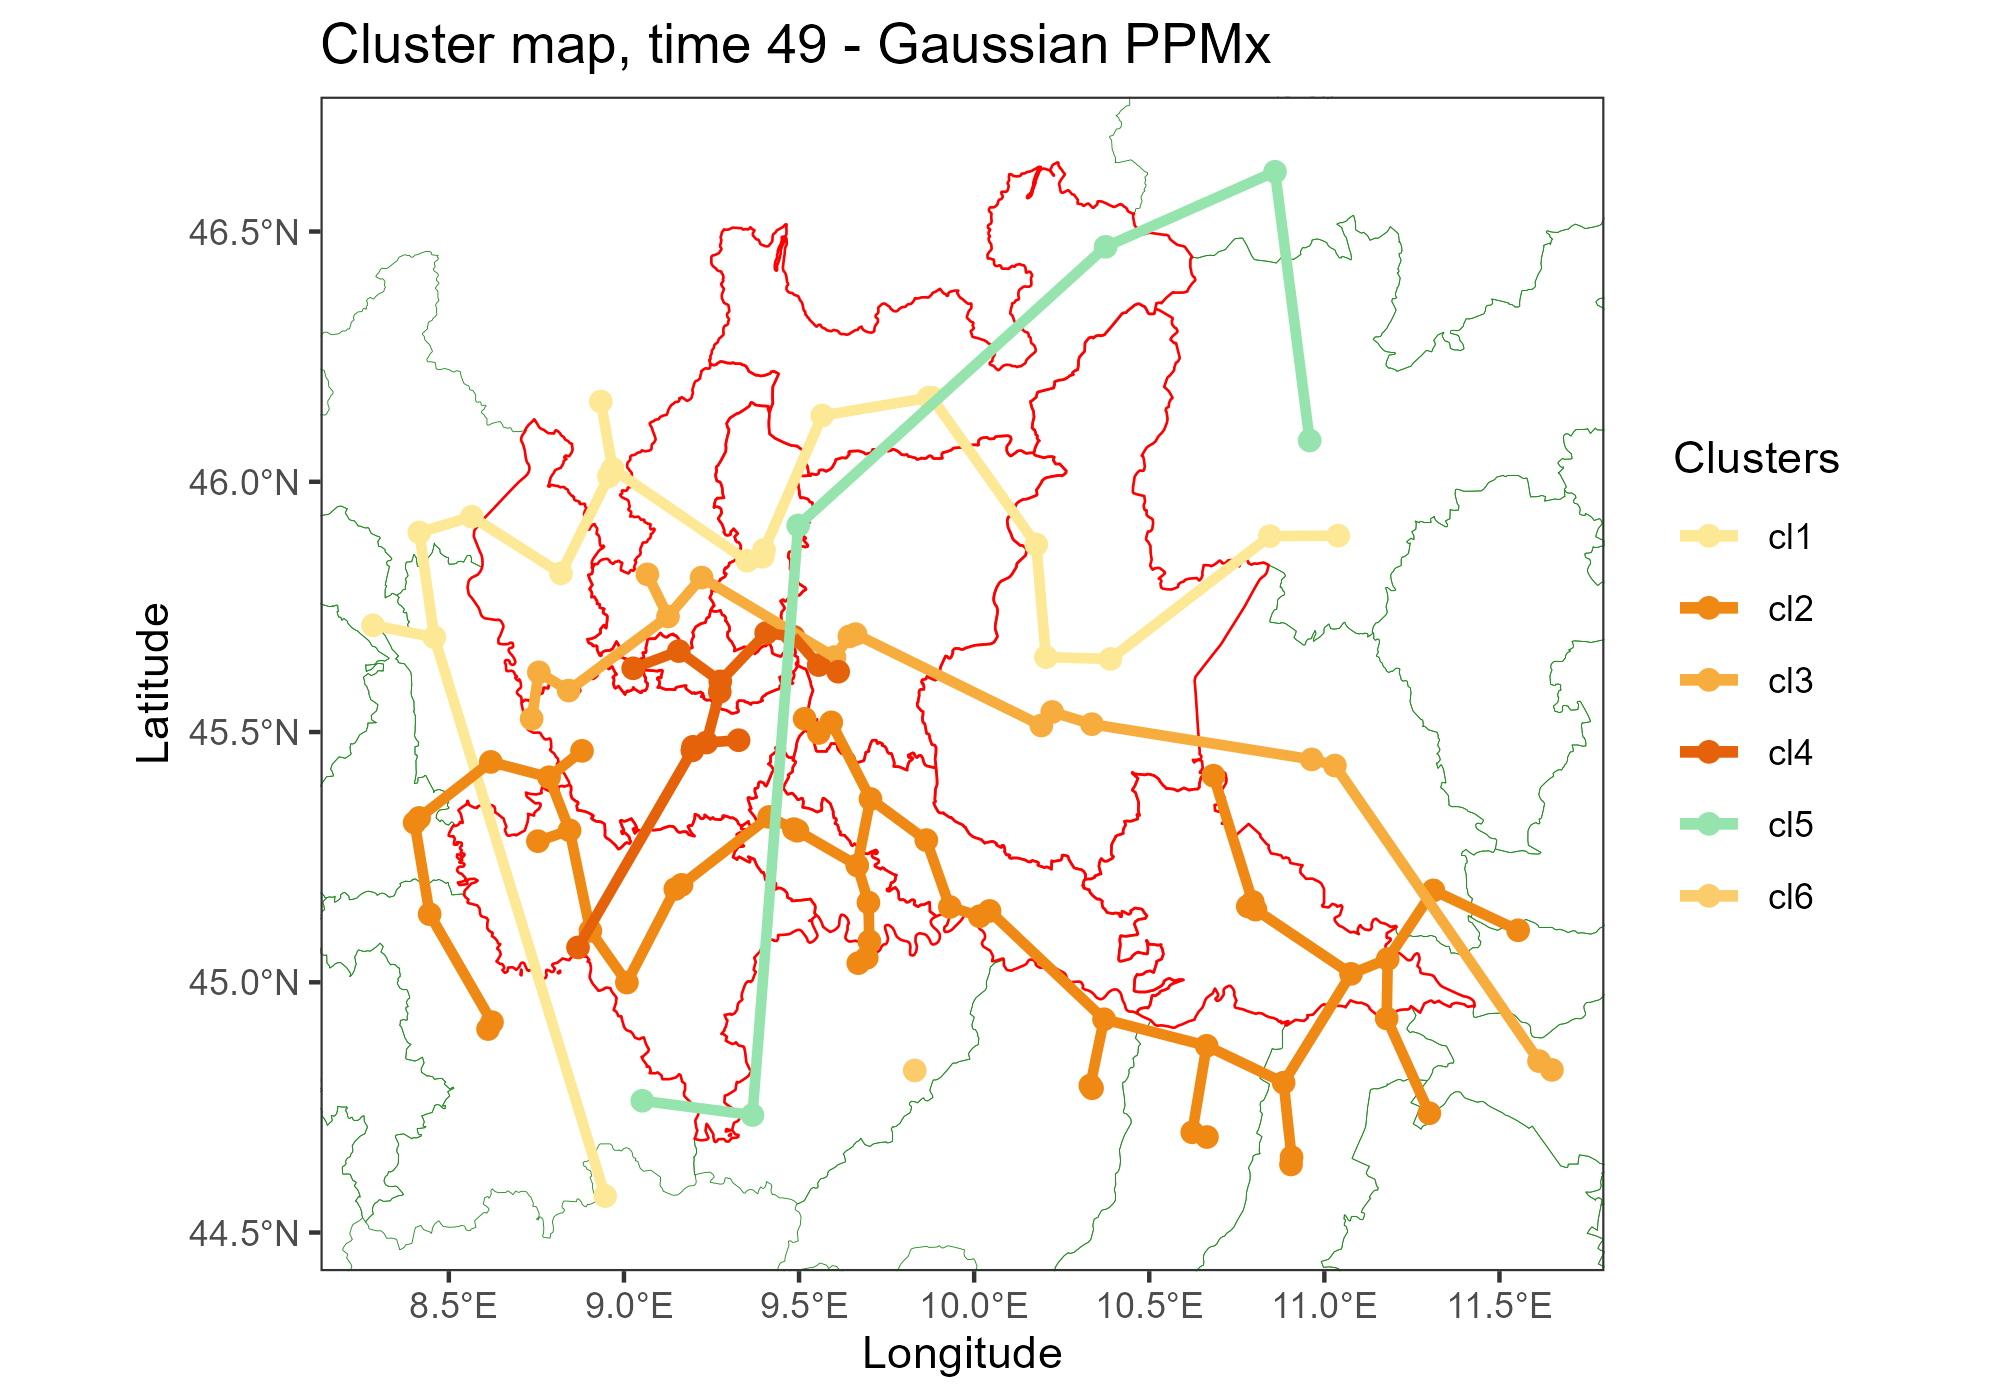 Cluster map, time 49 - Gaussian PPMx
46.5°N
46.0°N
45.5°N
45.0°N
44.5°N
Latitude
8.5°E 9.0°E 9.5°E 10.0°E 10.5°E 11.0°E 11.5°E
Longitude
Clusters
cl1
cl2
cl3
cl4
cl5
cl6